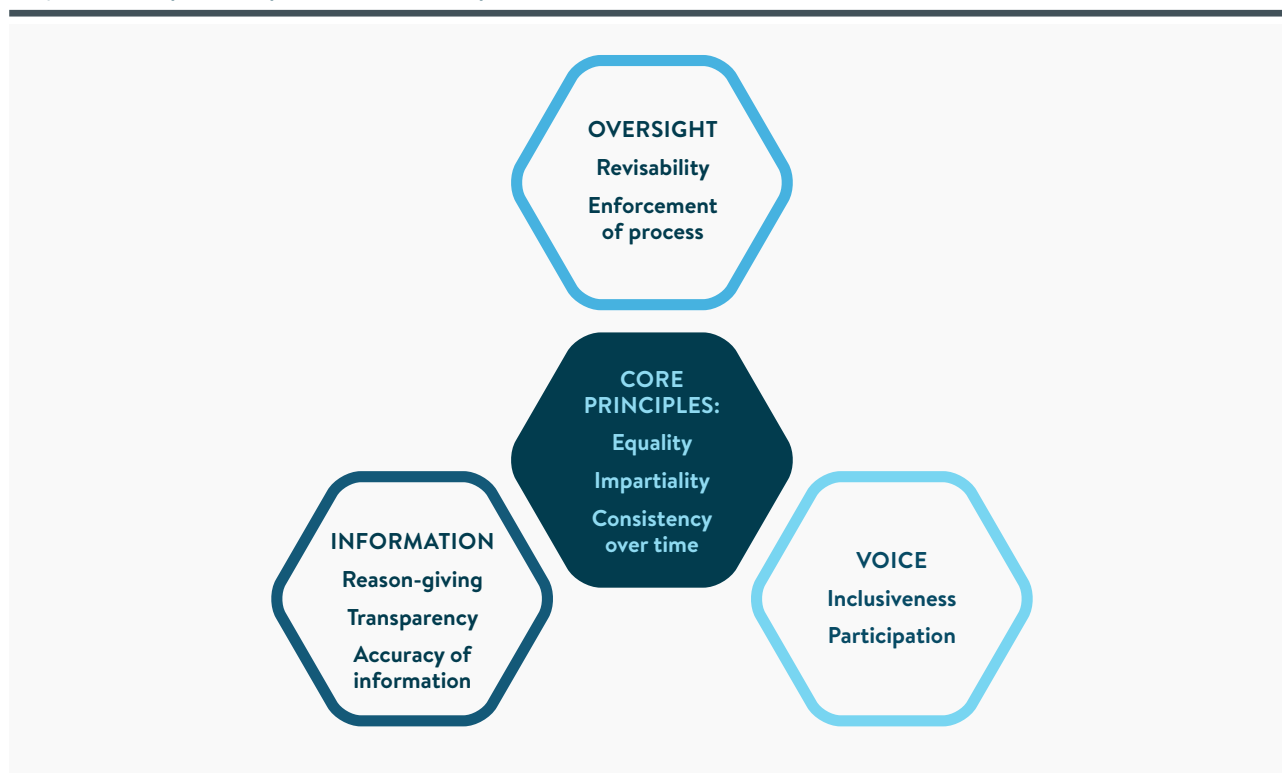 OVERSIGHT
Revisability
Enforcement
of process
CORE
PRINCIPLES:
Equality
Impartiality
Consistency
over time
INFORMATION
Reason-giving
Transparency
Accuracy of
information
VOICE
Inclusiveness
Participation